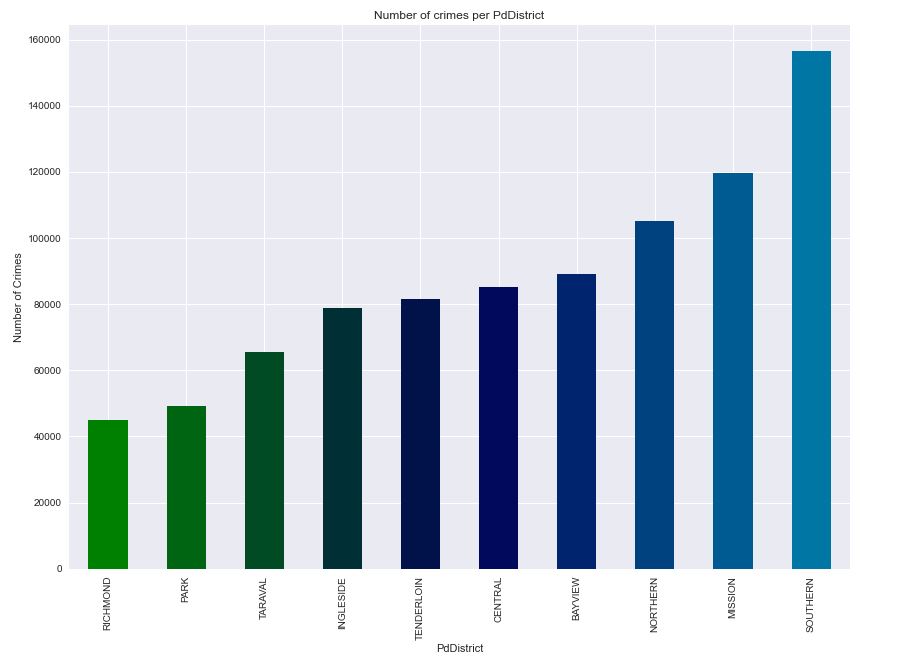 Number of crimes per PdDistrict
160000
140000
120000
100000
80000
60000
40000
20000
0
Number of Crimes
RICHMOND
PARK
TARAVAL
INGLESIDE
TENDERLOIN
CENTRAL
BAYVIEW
NORTHERN
MISSION
SOUTHERN
PdDistrict